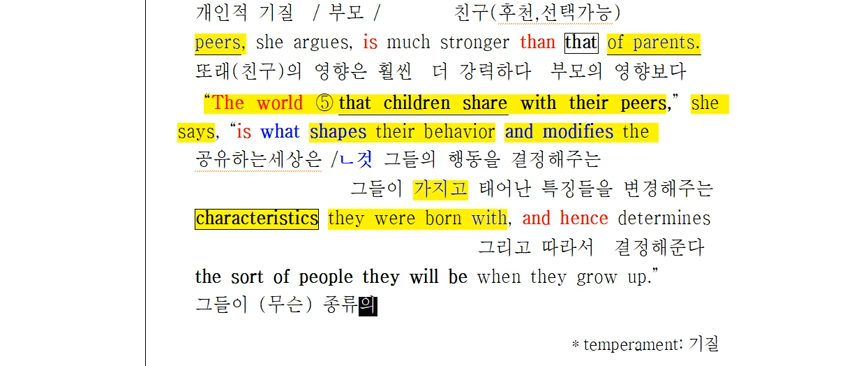 개인적 기질 / 부모 / 친구(후천,선택가능)
peers, she argues, is much stronger than that of parents.
또래(친구)의 영향은 훨씬 더 강력하다 부모의 영향보다
“The world ⑤ that children share with their peers,” she
says, “is what shapes their behavior and modifies the
공유하는세상은 /ㄴ것 그들의 행동을 결정해주는
그들이 가지고 태어난 특징들을 변경해주는
characteristics they were born with, and hence determines
그리고 따라서 결정해준다
the sort of people they will be when they grow up.”
그들이 (무슨) 종류의
* temperament: 기질